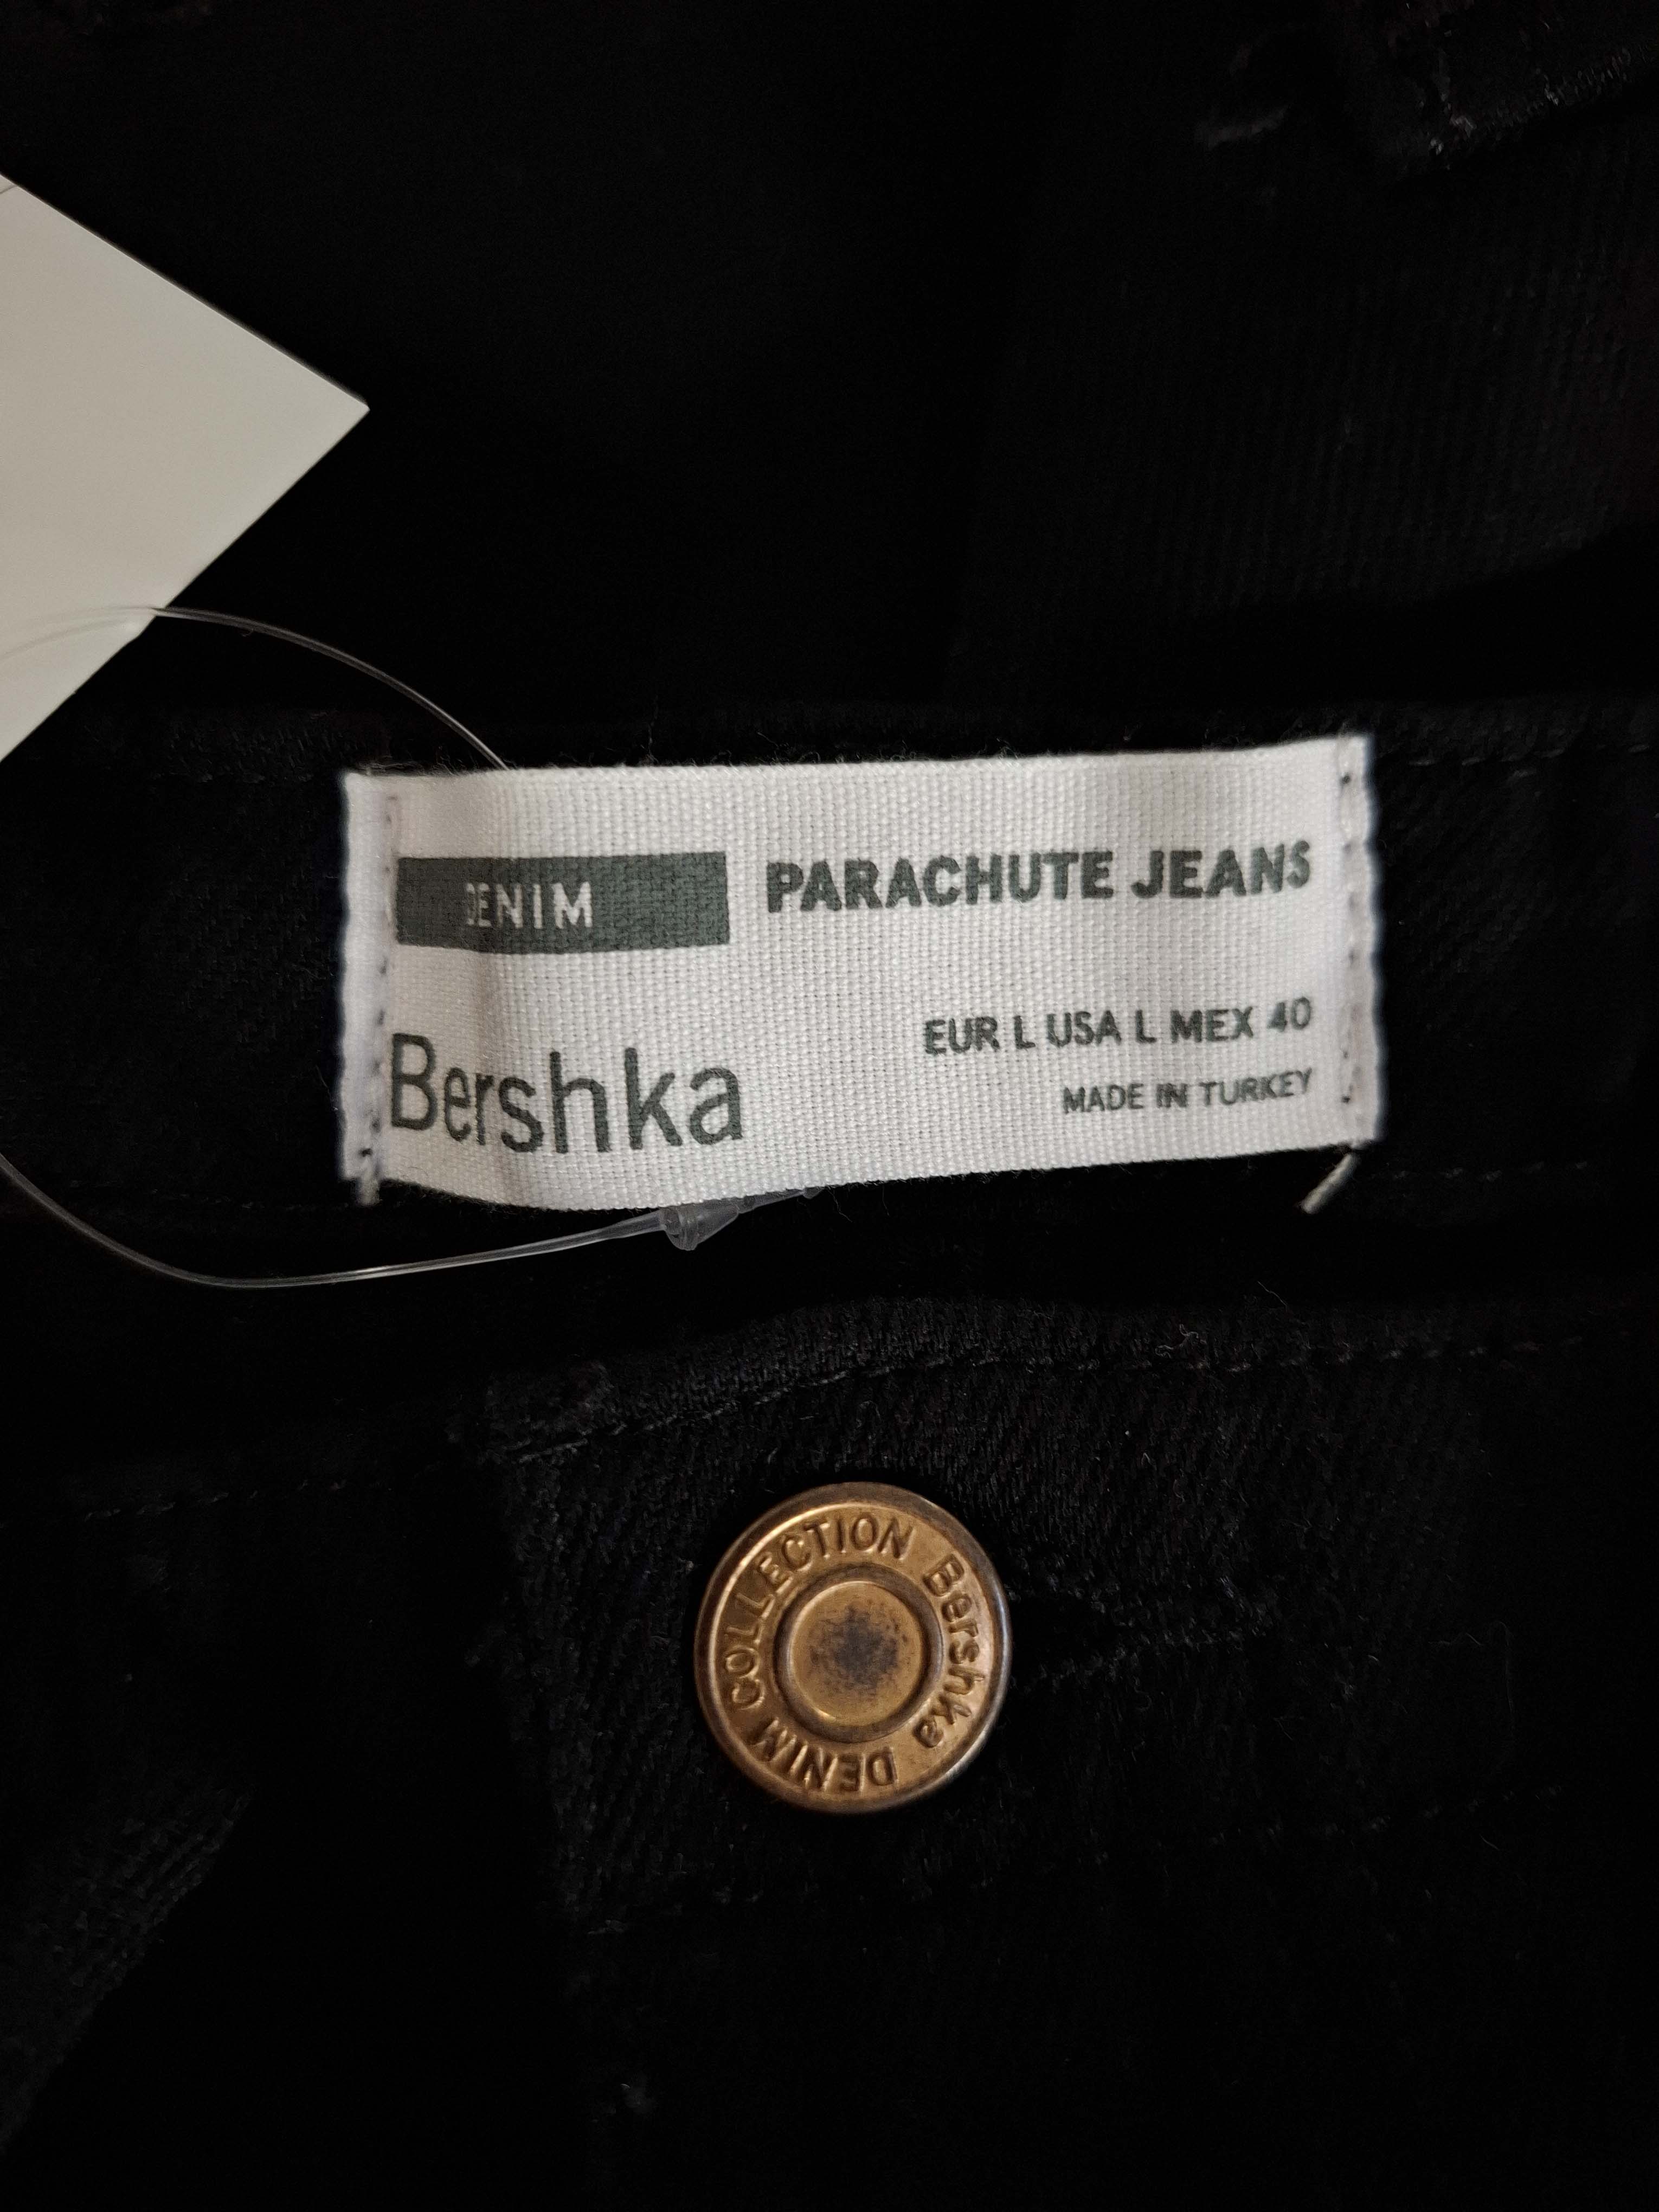 DENIM
PARACHUTE JEANS
Bershka
EUR L USA L MEX 40
MADE IN TURKEY
Bershka DENIM COLLECTION